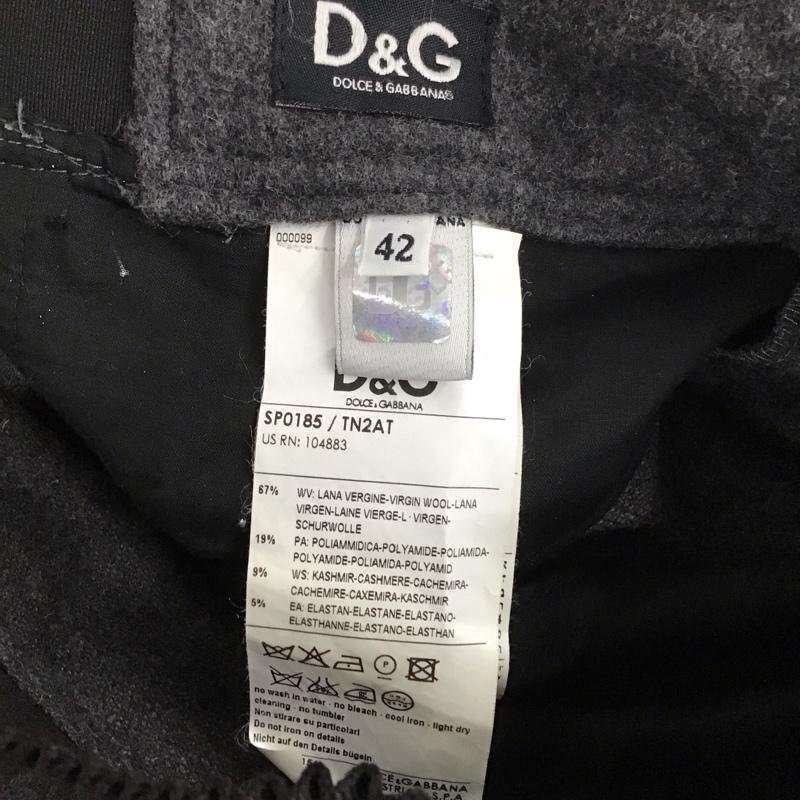 D&G
DOLCE & GABBANA
ANA
000099
42
D&G
DOLCE & GABBANA
SP0185 / TN2AT
US RN: 104883
67% WV: LANA VERGINE-VIRGIN WOOL-LANA
VIRGEN-LAINE VIERGE-L·VIRGEN-
SCHURWOLLE
19% PA: POLIAMMIDICA-POLYAMIDE-POLIAMIDA-
POLYAMIDE-POLIAMIDA-POLYAMID
9% WS: KASHMIR-CASHMERE-CACHEMIRA-
CACHEMIRE-CAXEMIRA-KASCHMIR
5% EA: ELASTAN-ELASTANE-ELASTANO-
ELASTHANNE-ELASTANO-ELASTHAN
P
no wash in water · no bleach · cool iron · light dry
cleaning · no tumbler
Non stirare su particolari
Do not iron on details
Nicht auf den Details bügeln
CE & GABBANA
S.P.A